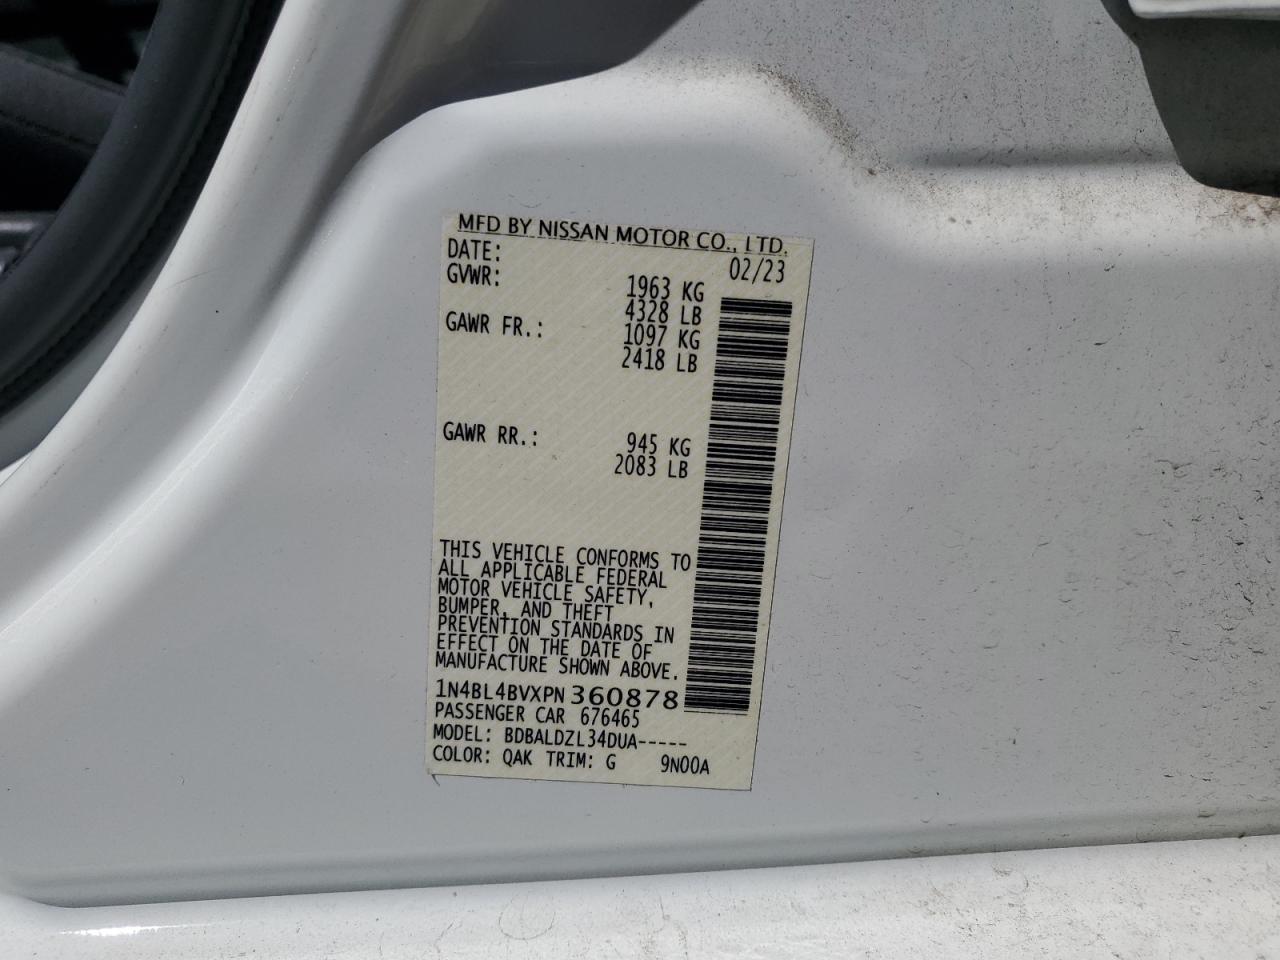 MFD BY NISSAN MOTOR CO., LTD.
DATE: 02/23
GVWR: 1963 KG
4328 LB
GAWR FR.: 1097 KG
2418 LB
GAWR RR.: 945 KG
2083 LB
THIS VEHICLE CONFORMS TO
ALL APPLICABLE FEDERAL
MOTOR VEHICLE SAFETY,
BUMPER, AND THEFT
PREVENTION STANDARDS IN
EFFECT ON THE DATE OF
MANUFACTURE SHOWN ABOVE.
1N4BL4BVXPN360878
PASSENGER CAR 676465
MODEL: BDBALDZL34DUA-----
COLOR: QAK TRIM: G 9N00A